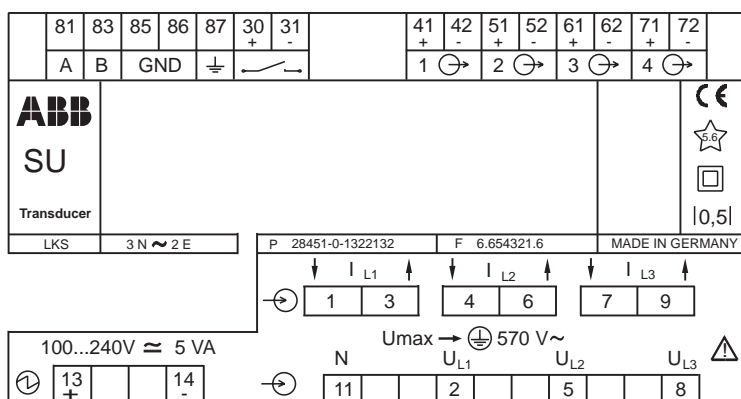 81 83 85 86 87 30 31 41 42 51 52 61 62 71 72
+ - + - + - + - + -
A B GND 1 2 3 4
ABB
CE
5.6
SU
Transducer
0,5
LKS 3 N ~ 2 E P 28451-0-1322132 F 6.654321.6 MADE IN GERMANY
I L1 I L2 I L3
1 3 4 6 7 9
Umax → 570 V~
100...240V ≃ 5 VA
N UL1 UL2 UL3
13 14 11 2 5 8
+ -